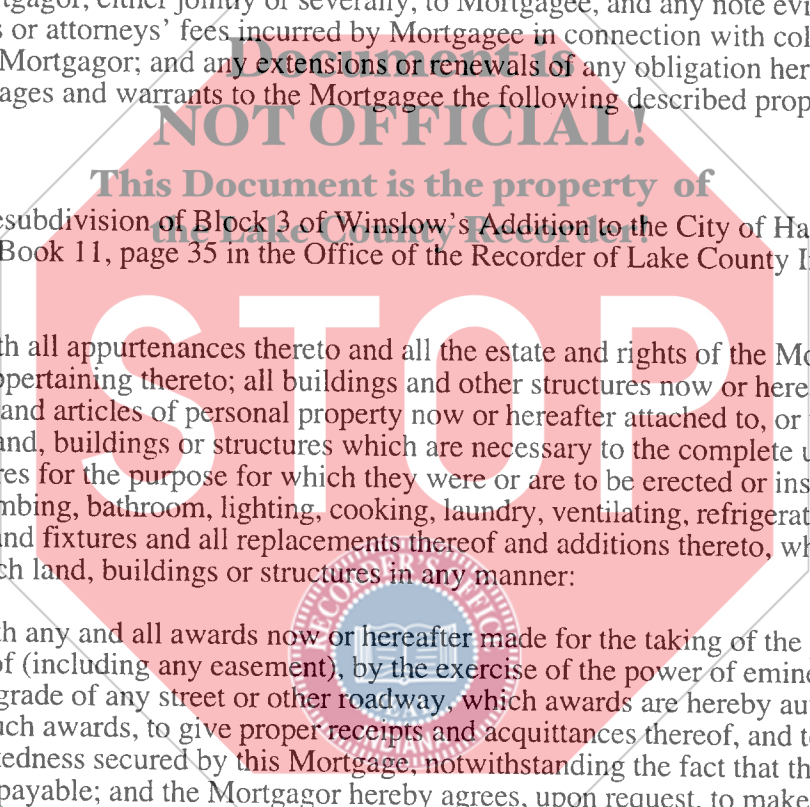 tgagor, either jointly or severally, to Mortgagee, and any note evi
s or attorneys' fees incurred by Mortgagee in connection with col
Mortgagor; and any extensions or renewals of any obligation her
ages and warrants to the Mortgagee the following described prop
Document is
NOT OFFICIAL!
This Document is the property of
the Lake County Recorder!
esubdivision of Block 3 of Winslow's Addition to the City of Ha
Book 11, page 35 in the Office of the Recorder of Lake County I
STOP
th all appurtenances thereto and all the estate and rights of the Mo
ppertaining thereto; all buildings and other structures now or here
and articles of personal property now or hereafter attached to, or
and, buildings or structures which are necessary to the complete u
res for the purpose for which they were or are to be erected or ins
mbing, bathroom, lighting, cooking, laundry, ventilating, refrigerat
and fixtures and all replacements thereof and additions thereto, wh
ch land, buildings or structures in any manner:
RECORDER'S OFFICE
th any and all awards now or hereafter made for the taking of the
of (including any easement), by the exercise of the power of emine
grade of any street or other roadway, which awards are hereby au
uch awards, to give proper receipts and acquittances thereof, and t
tedness secured by this Mortgage, notwithstanding the fact that th
payable; and the Mortgagor hereby agrees, upon request, to make